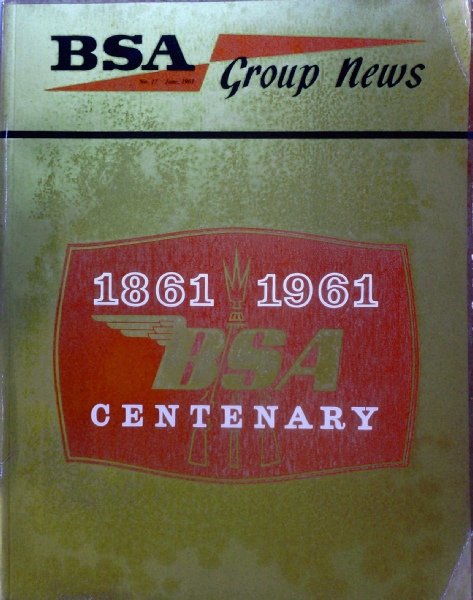 BSA Group News
No. 17 June, 1961
1861 1961
BSA
CENTENARY